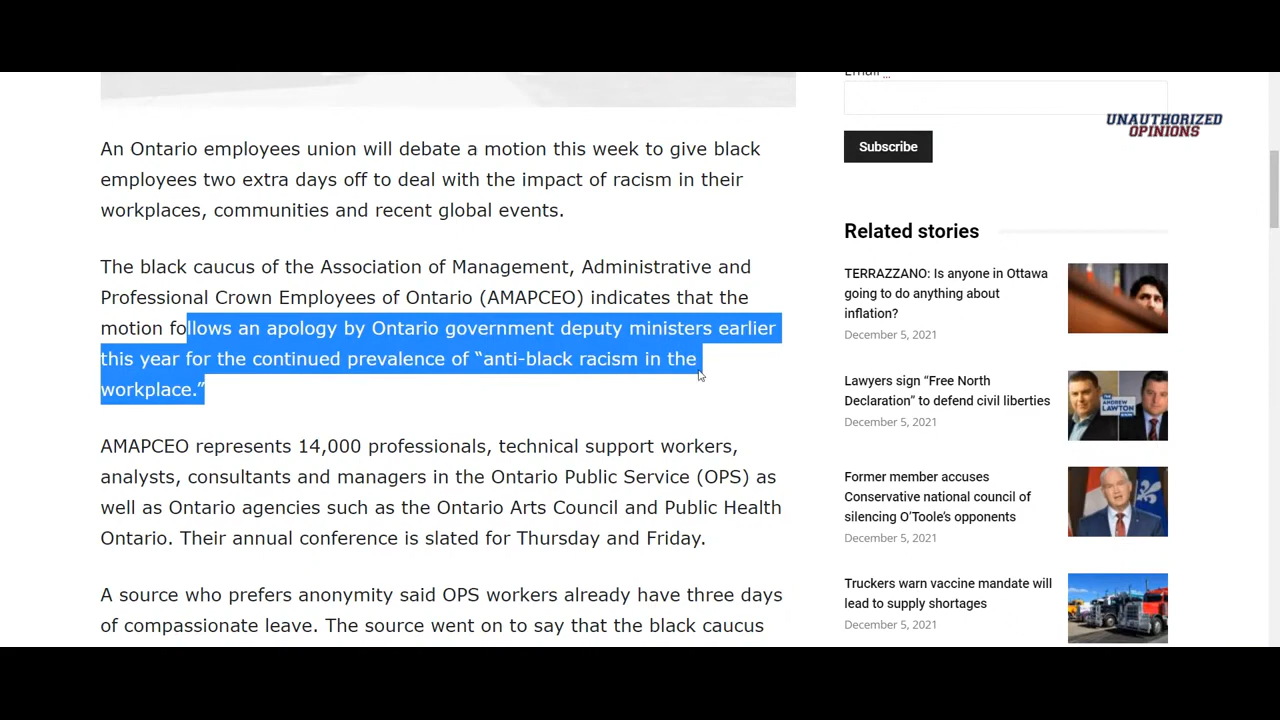 An Ontario employees union will debate a motion this week to give black
employees two extra days off to deal with the impact of racism in their
workplaces, communities and recent global events.
The black caucus of the Association of Management, Administrative and
Professional Crown Employees of Ontario (AMAPCEO) indicates that the
motion follows an apology by Ontario government deputy ministers earlier
this year for the continued prevalence of “anti-black racism in the
workplace.”
AMAPCEO represents 14,000 professionals, technical support workers,
analysts, consultants and managers in the Ontario Public Service (OPS) as
well as Ontario agencies such as the Ontario Arts Council and Public Health
Ontario. Their annual conference is slated for Thursday and Friday.
A source who prefers anonymity said OPS workers already have three days
of compassionate leave. The source went on to say that the black caucus
UNAUTHORIZED
OPINIONS
Subscribe
Related stories
TERRAZZANO: Is anyone in Ottawa
going to do anything about
inflation?
December 5, 2021
Lawyers sign “Free North
Declaration” to defend civil liberties
December 5, 2021
THE
ANDREW
LAWTON
Former member accuses
Conservative national council of
silencing O’Toole’s opponents
December 5, 2021
Truckers warn vaccine mandate will
lead to supply shortages
December 5, 2021